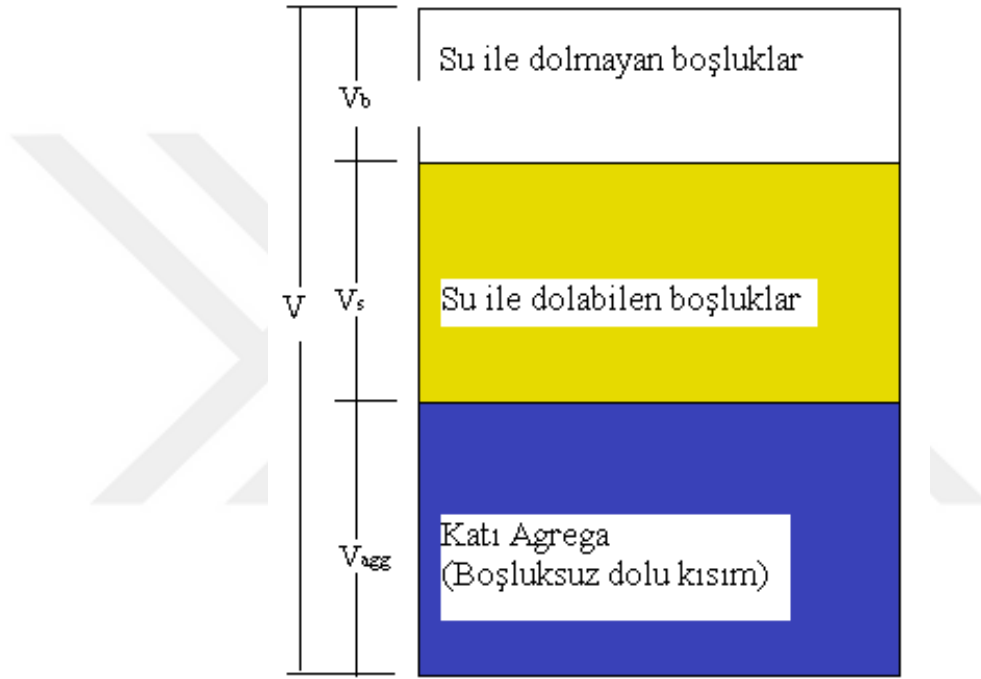 Su ile dolmayan boşluklar
Vb
Su ile dolabilen boşluklar
V
Vs
Katı Agrega
(Boşluksuz dolu kısım)
Vagg